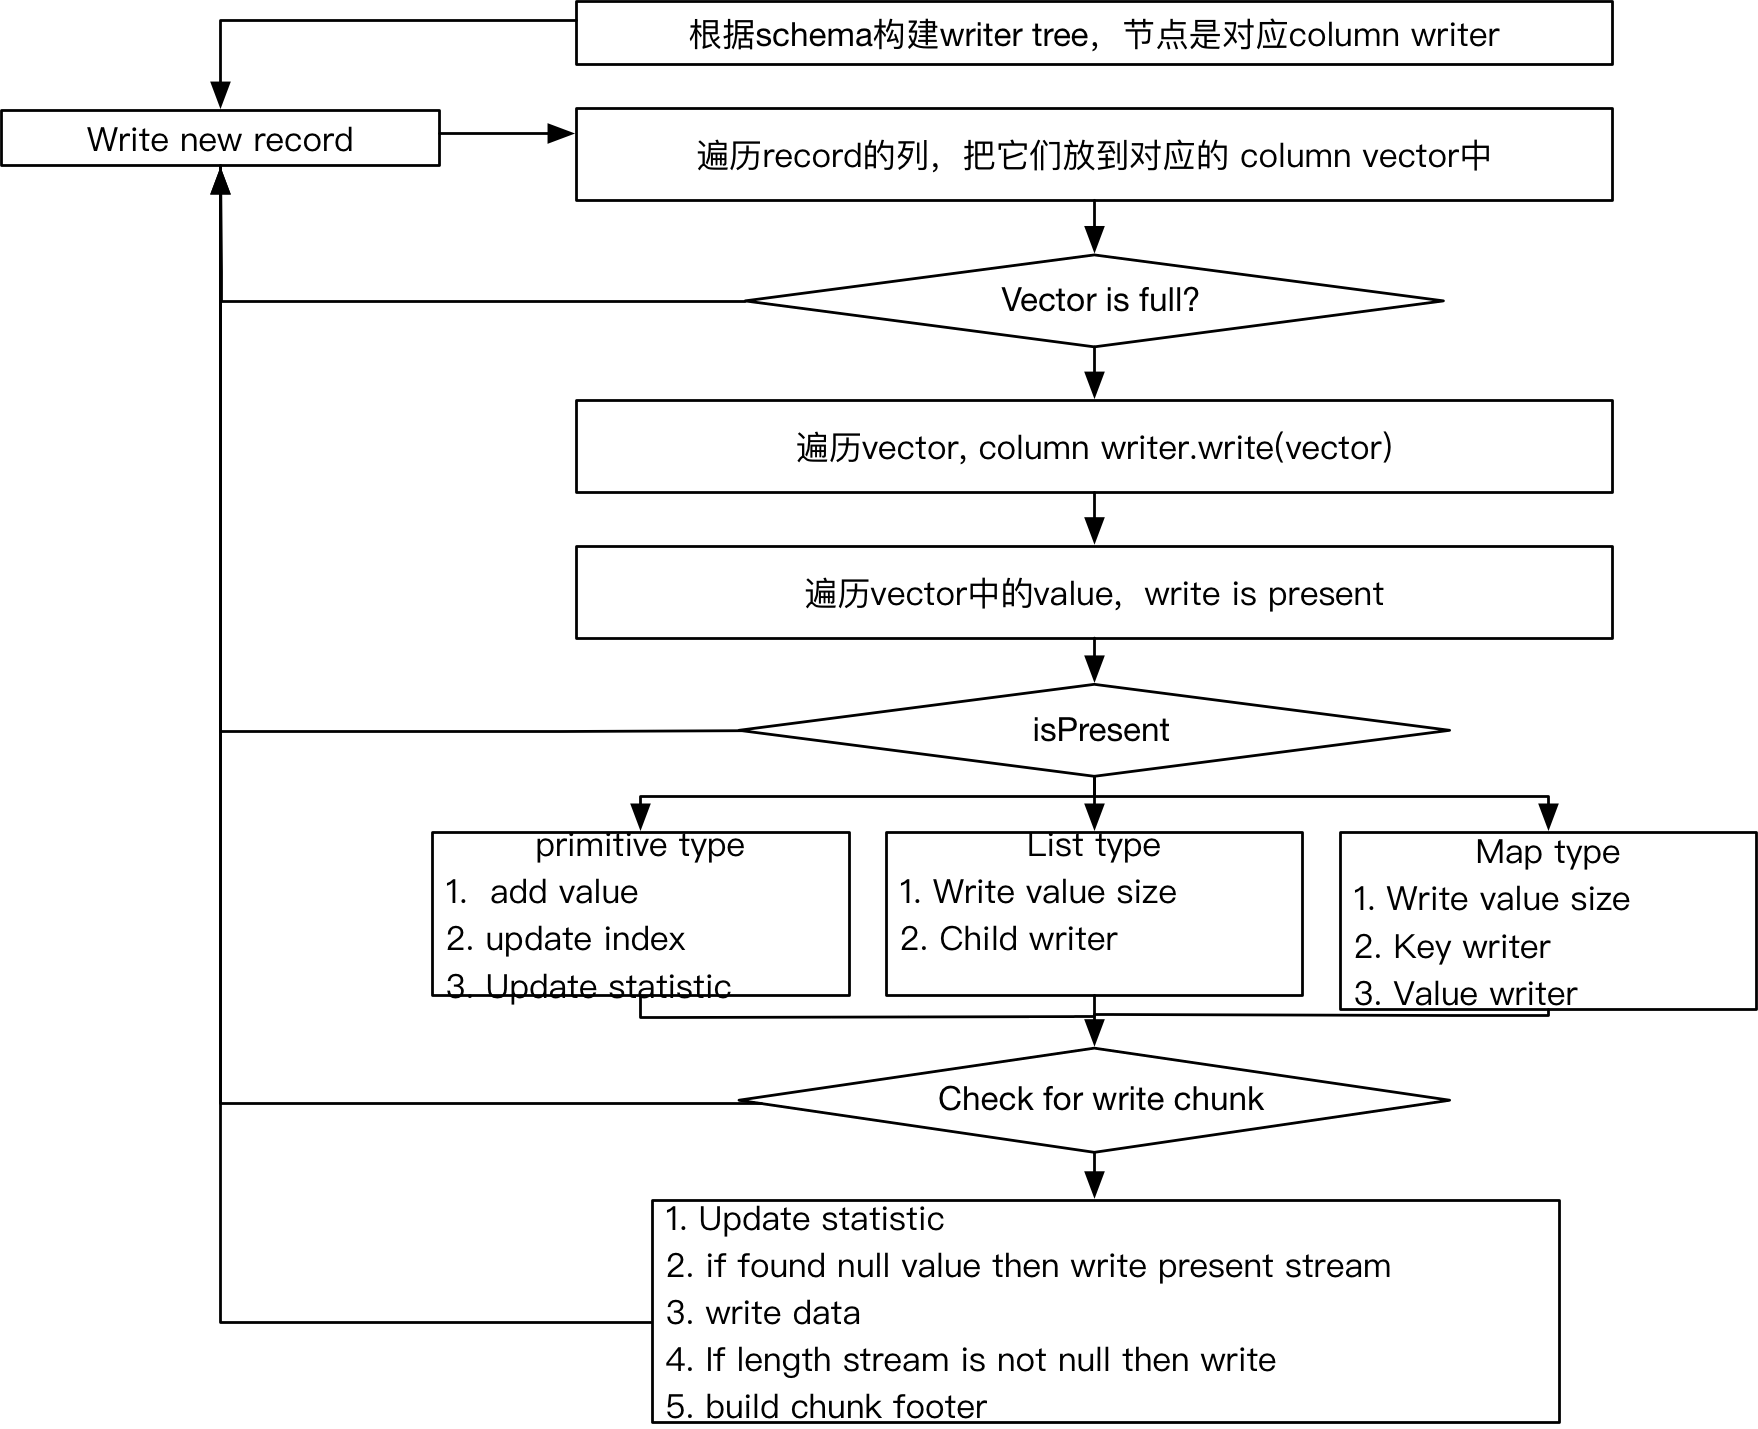 根据schema构建writer tree，节点是对应column writer
Write new record
遍历record的列，把它们放到对应的 column vector中
Vector is full?
遍历vector, column writer.write(vector)
遍历vector中的value，write is present
isPresent
primitive type
1. add value
2. update index
3. Update statistic
List type
1. Write value size
2. Child writer
Map type
1. Write value size
2. Key writer
3. Value writer
Check for write chunk
1. Update statistic
2. if found null value then write present stream
3. write data
4. If length stream is not null then write
5. build chunk footer